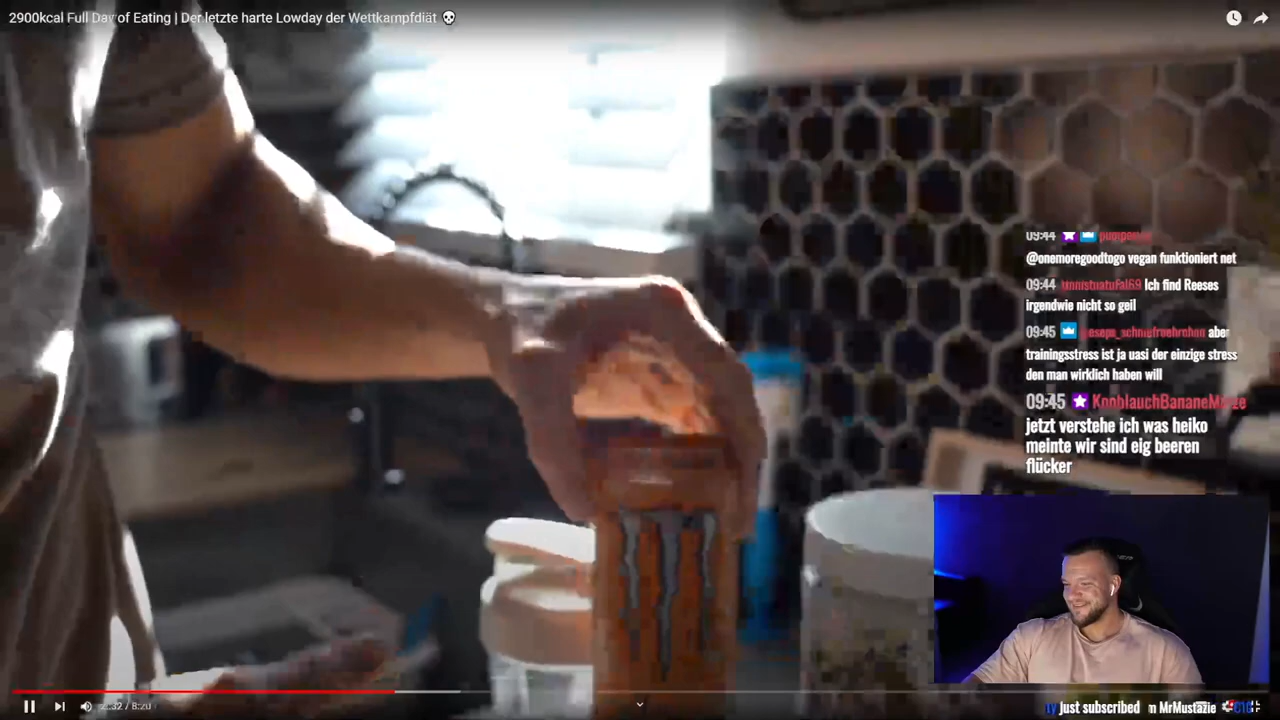 2900kcal Full Day of Eating | Der letzte harte Lowday der Wettkampfdiät 💀
09:44
@onemoregoodtogo vegan funktioniert net
09:44 Ich find Reeses
irgendwie nicht so geil
09:45 aber
trainingsstress ist ja uasi der einzige stress
den man wirklich haben will
09:45 KnoblauchBananeMatze
jetzt verstehe ich was heiko
meinte wir sind eig beeren
flücker
/ 8:20
just subscribed
MrMustazie